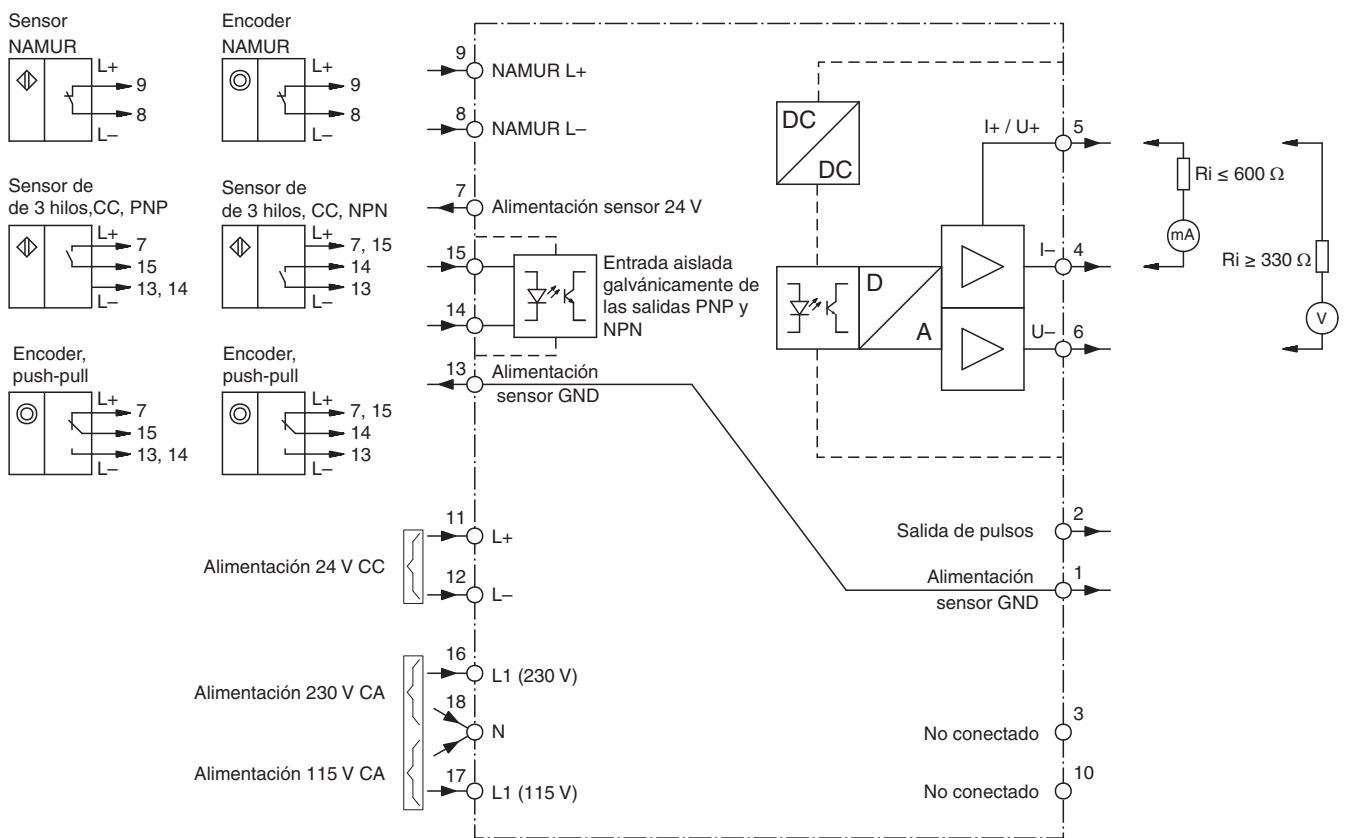 Sensor
NAMUR
L+
9
8
L–
Encoder
NAMUR
L+
9
8
L–
Sensor de
de 3 hilos,CC, PNP
L+
7
15
13, 14
L–
Sensor de
de 3 hilos, CC, NPN
L+
7, 15
14
13
L–
Encoder,
push-pull
L+
7
15
13, 14
L–
Encoder,
push-pull
L+
7, 15
14
13
L–
9
NAMUR L+
8
NAMUR L–
7
Alimentación sensor 24 V
15
14
Entrada aislada
galvánicamente de
las salidas PNP y
NPN
13
Alimentación
sensor GND
Alimentación 24 V CC
11
L+
12
L–
Alimentación 230 V CA
16
L1 (230 V)
18
N
Alimentación 115 V CA
17
L1 (115 V)
DC
DC
D
A
I+ / U+
5
I–
4
U–
6
Ri ≤ 600 Ω
mA
Ri ≥ 330 Ω
V
Salida de pulsos
2
Alimentación
sensor GND
1
No conectado
3
No conectado
10